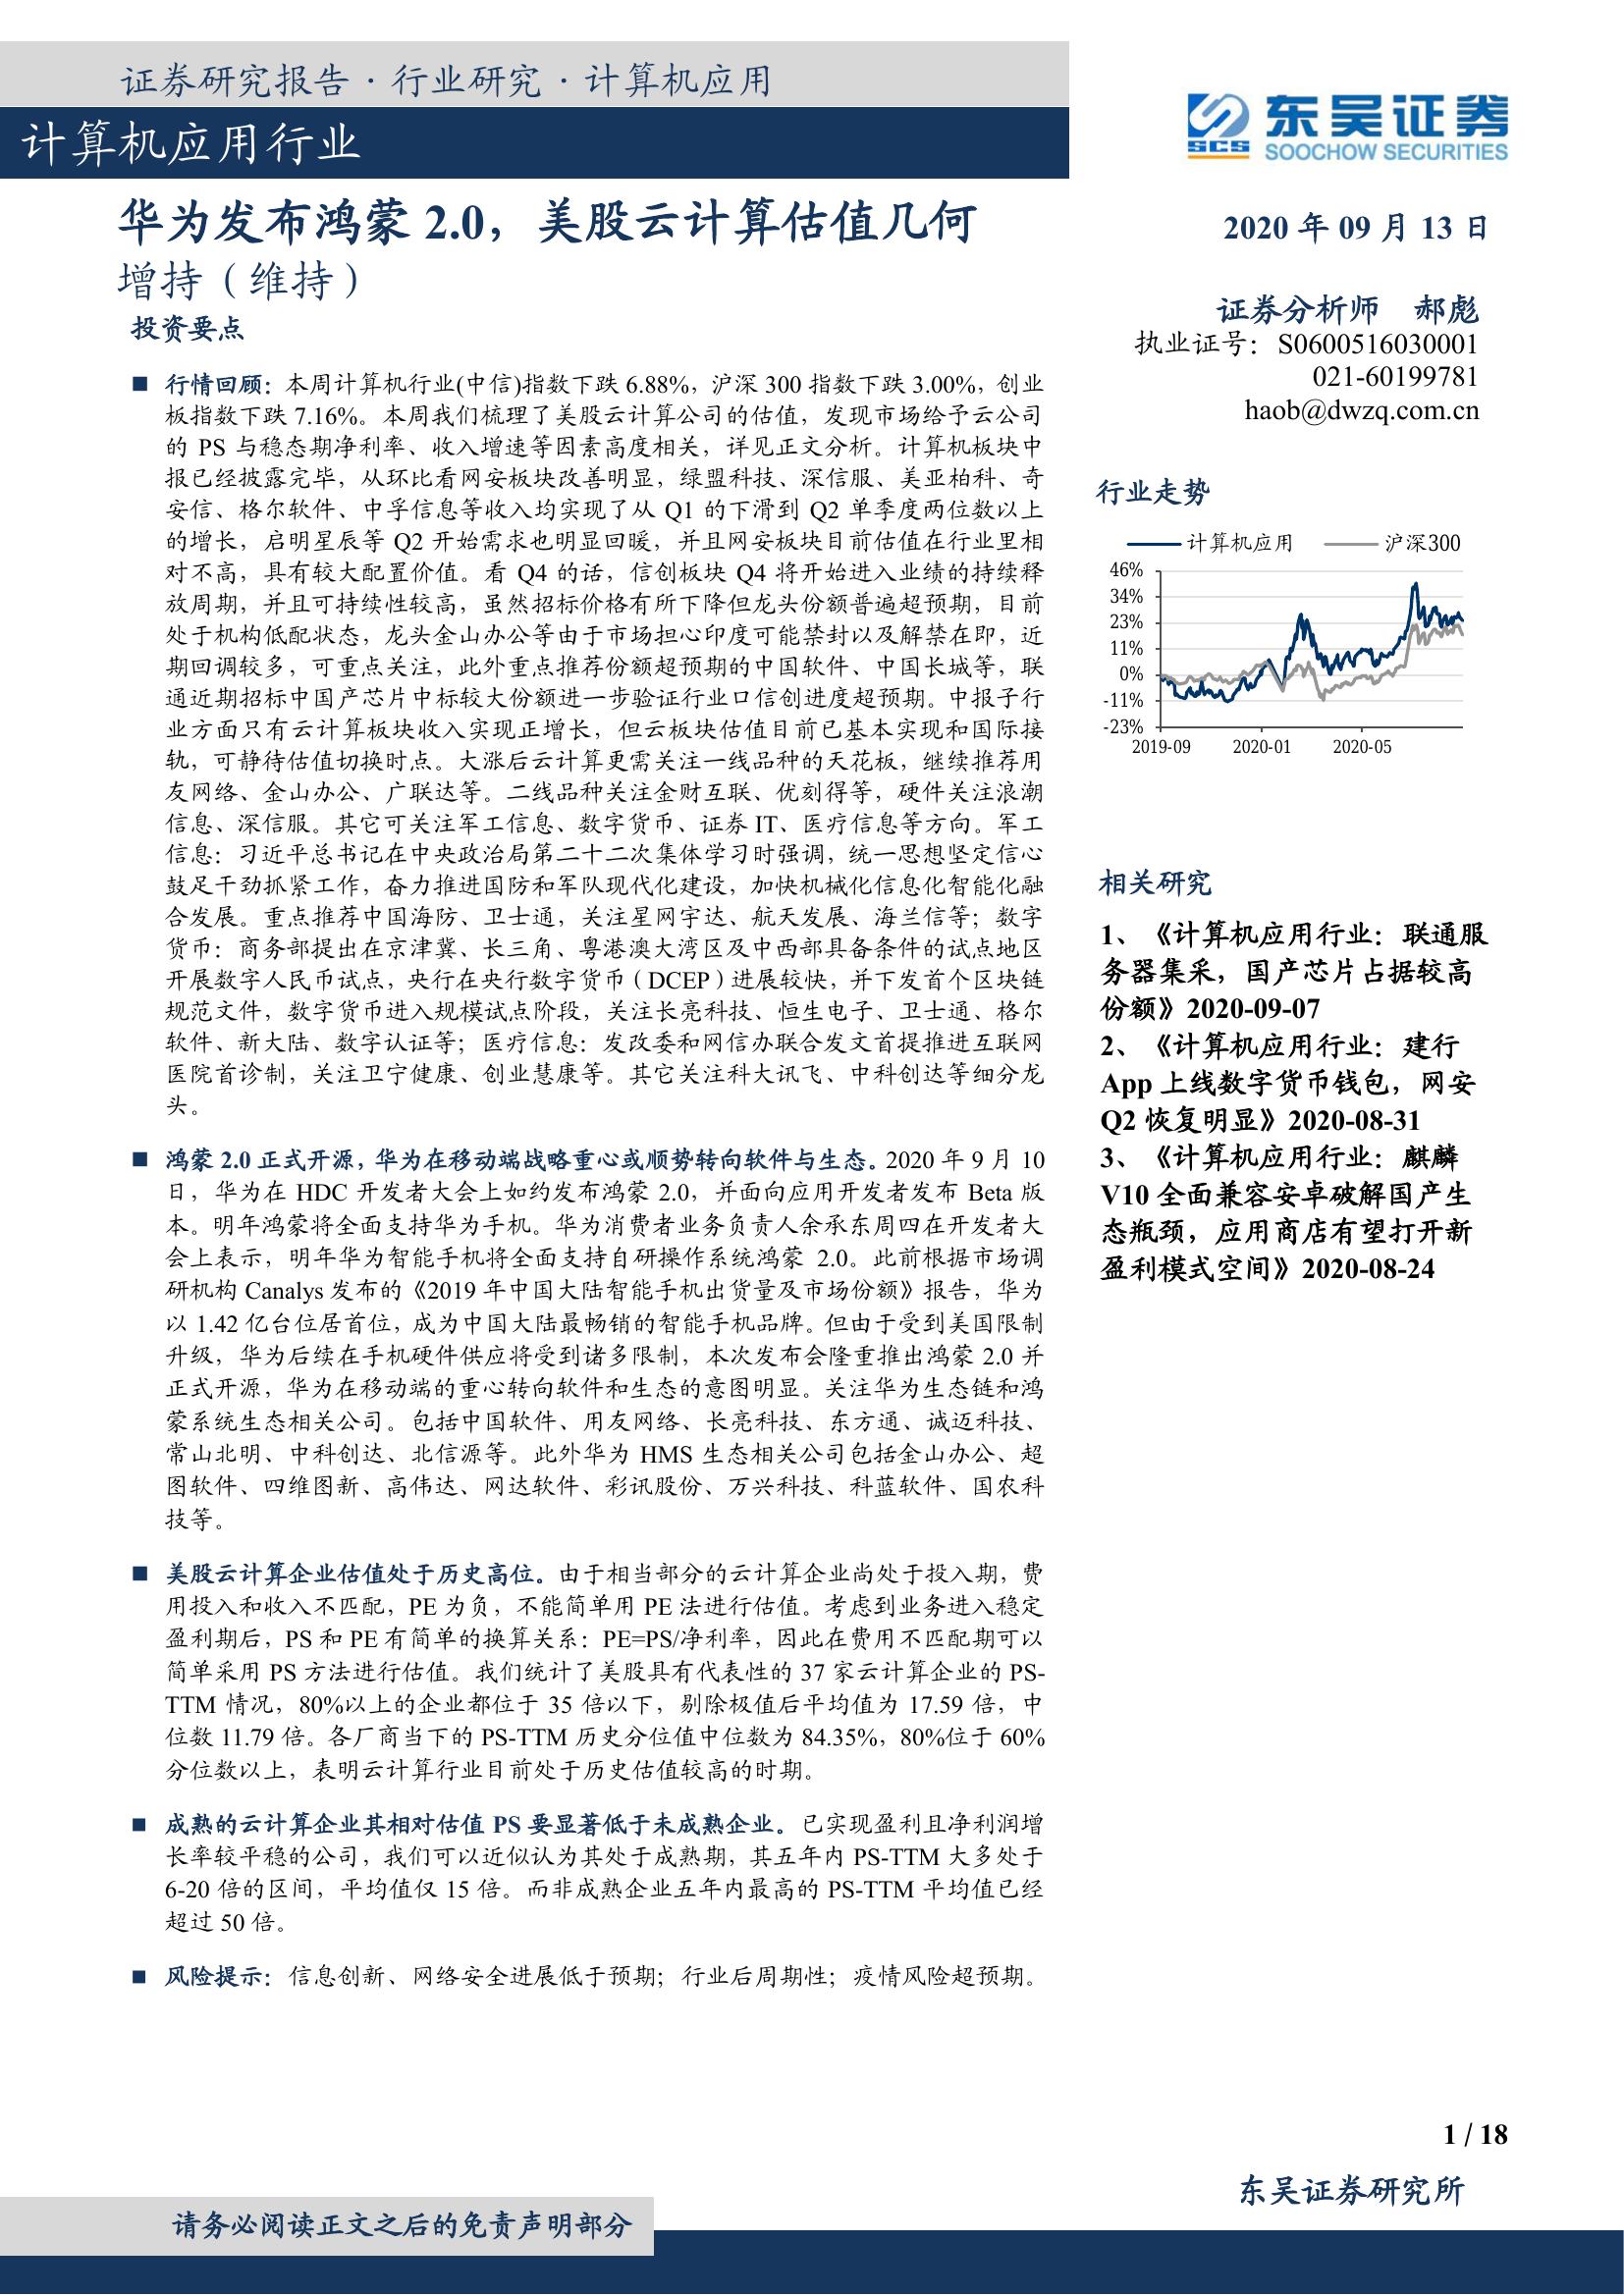 证券研究报告·行业研究·计算机应用
计算机应用行业
东吴证券
SCS
SOOCHOW SECURITIES
华为发布鸿蒙 2.0，美股云计算估值几何
增持（维持）
投资要点
■ 行情回顾：本周计算机行业(中信)指数下跌 6.88%，沪深 300 指数下跌 3.00%，创业
板指数下跌 7.16%。本周我们梳理了美股云计算公司的估值，发现市场给予云公司
的 PS 与稳态期净利率、收入增速等因素高度相关，详见正文分析。计算机板块中
报已经披露完毕，从环比看网安板块改善明显，绿盟科技、深信服、美亚柏科、奇
安信、格尔软件、中孚信息等收入均实现了从 Q1 的下滑到 Q2 单季度两位数以上
的增长，启明星辰等 Q2 开始需求也明显回暖，并且网安板块目前估值在行业里相
对不高，具有较大配置价值。看 Q4 的话，信创板块 Q4 将开始进入业绩的持续释
放周期，并且可持续性较高，虽然招标价格有所下降但龙头份额普遍超预期，目前
处于机构低配状态，龙头金山办公等由于市场担心印度可能禁封以及解禁在即，近
期回调较多，可重点关注，此外重点推荐份额超预期的中国软件、中国长城等，联
通近期招标中国产芯片中标较大份额进一步验证行业口信创进度超预期。中报子行
业方面只有云计算板块收入实现正增长，但云板块估值目前已基本实现和国际接
轨，可静待估值切换时点。大涨后云计算更需关注一线品种的天花板，继续推荐用
友网络、金山办公、广联达等。二线品种关注金财互联、优刻得等，硬件关注浪潮
信息、深信服。其它可关注军工信息、数字货币、证券 IT、医疗信息等方向。军工
信息：习近平总书记在中央政治局第二十二次集体学习时强调，统一思想坚定信心
鼓足干劲抓紧工作，奋力推进国防和军队现代化建设，加快机械化信息化智能化融
合发展。重点推荐中国海防、卫士通，关注星网宇达、航天发展、海兰信等；数字
货币：商务部提出在京津冀、长三角、粤港澳大湾区及中西部具备条件的试点地区
开展数字人民币试点，央行在央行数字货币（DCEP）进展较快，并下发首个区块链
规范文件，数字货币进入规模试点阶段，关注长亮科技、恒生电子、卫士通、格尔
软件、新大陆、数字认证等；医疗信息：发改委和网信办联合发文首提推进互联网
医院首诊制，关注卫宁健康、创业慧康等。其它关注科大讯飞、中科创达等细分龙
头。
■ 鸿蒙 2.0 正式开源，华为在移动端战略重心或顺势转向软件与生态。2020 年 9 月 10
日，华为在 HDC 开发者大会上如约发布鸿蒙 2.0，并面向应用开发者发布 Beta 版
本。明年鸿蒙将全面支持华为手机。华为消费者业务负责人余承东周四在开发者大
会上表示，明年华为智能手机将全面支持自研操作系统鸿蒙 2.0。此前根据市场调
研机构 Canalys 发布的《2019 年中国大陆智能手机出货量及市场份额》报告，华为
以 1.42 亿台位居首位，成为中国大陆最畅销的智能手机品牌。但由于受到美国限制
升级，华为后续在手机硬件供应将受到诸多限制，本次发布会隆重推出鸿蒙 2.0 并
正式开源，华为在移动端的重心转向软件和生态的意图明显。关注华为生态链和鸿
蒙系统生态相关公司。包括中国软件、用友网络、长亮科技、东方通、诚迈科技、
常山北明、中科创达、北信源等。此外华为 HMS 生态相关公司包括金山办公、超
图软件、四维图新、高伟达、网达软件、彩讯股份、万兴科技、科蓝软件、国农科
技等。
■ 美股云计算企业估值处于历史高位。由于相当部分的云计算企业尚处于投入期，费
用投入和收入不匹配，PE 为负，不能简单用 PE 法进行估值。考虑到业务进入稳定
盈利期后，PS 和 PE 有简单的换算关系：PE=PS/净利率，因此在费用不匹配期可以
简单采用 PS 方法进行估值。我们统计了美股具有代表性的 37 家云计算企业的 PS-
TTM 情况，80%以上的企业都位于 35 倍以下，剔除极值后平均值为 17.59 倍，中
位数 11.79 倍。各厂商当下的 PS-TTM 历史分位值中位数为 84.35%，80%位于 60%
分位数以上，表明云计算行业目前处于历史估值较高的时期。
■ 成熟的云计算企业其相对估值 PS 要显著低于未成熟企业。已实现盈利且净利润增
长率较平稳的公司，我们可以近似认为其处于成熟期，其五年内 PS-TTM 大多处于
6-20 倍的区间，平均值仅 15 倍。而非成熟企业五年内最高的 PS-TTM 平均值已经
超过 50 倍。
■ 风险提示：信息创新、网络安全进展低于预期；行业后周期性；疫情风险超预期。
2020 年 09 月 13 日
证券分析师 郝彪
执业证号：S0600516030001
021-60199781
haob@dwzq.com.cn
行业走势
计算机应用 沪深300
46%
34%
23%
11%
0%
-11%
-23%
2019-09 2020-01 2020-05
相关研究
1、《计算机应用行业：联通服
务器集采，国产芯片占据较高
份额》2020-09-07
2、《计算机应用行业：建行
App 上线数字货币钱包，网安
Q2 恢复明显》2020-08-31
3、《计算机应用行业：麒麟
V10 全面兼容安卓破解国产生
态瓶颈，应用商店有望打开新
盈利模式空间》2020-08-24
1 / 18
东吴证券研究所
请务必阅读正文之后的免责声明部分